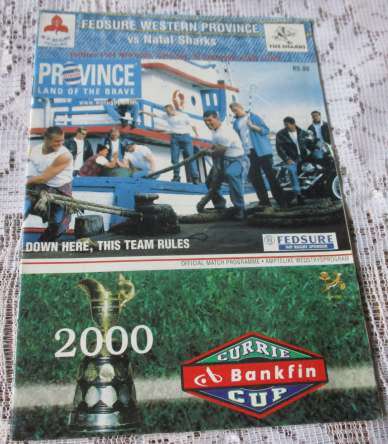 FEDSURE WESTERN PROVINCE
vs Natal Sharks
THE SHARKS
R5.00
PROVINCE
LAND OF THE BRAVE
DOWN HERE, THIS TEAM RULES
FEDSURE
OFFICIAL MATCH PROGRAMME • AMPTELIKE WEDSTRYDPROGRAM
2000
CURRIE
Bankfin
CUP